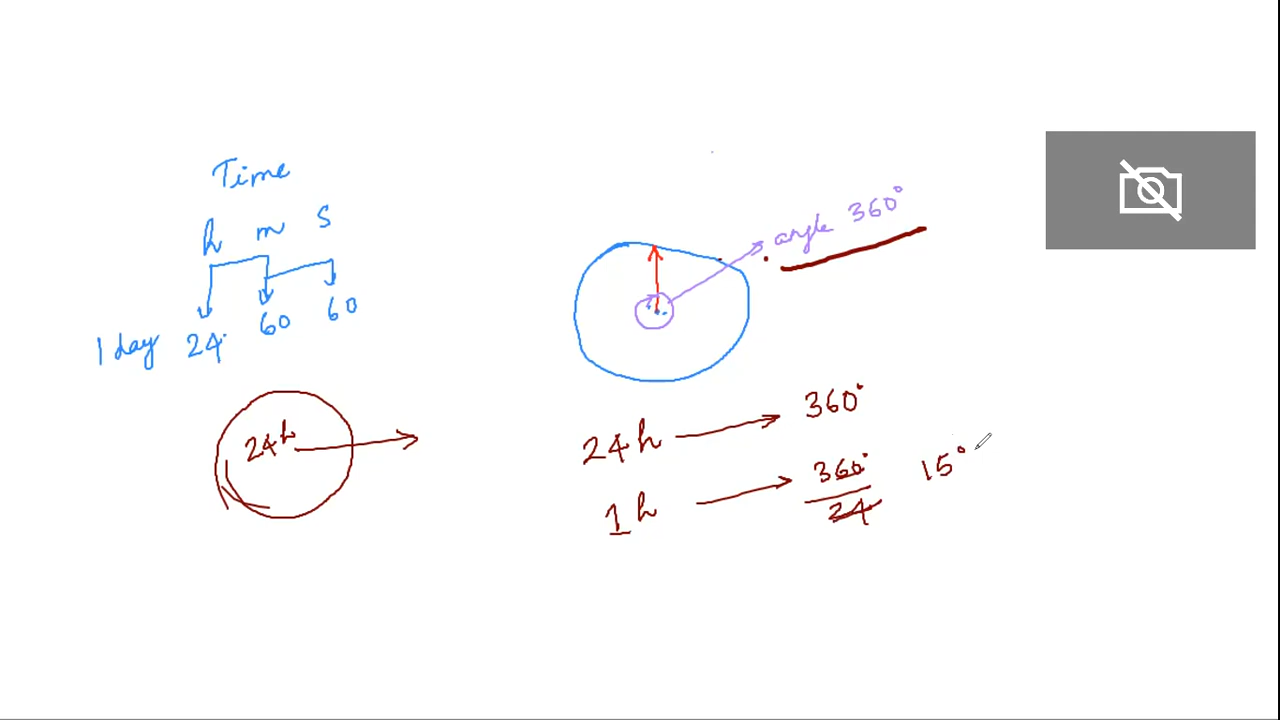 Time
h m s
1 day 24 60 60
24h
angle 360°
24h 360°
1h 360° 15°
24